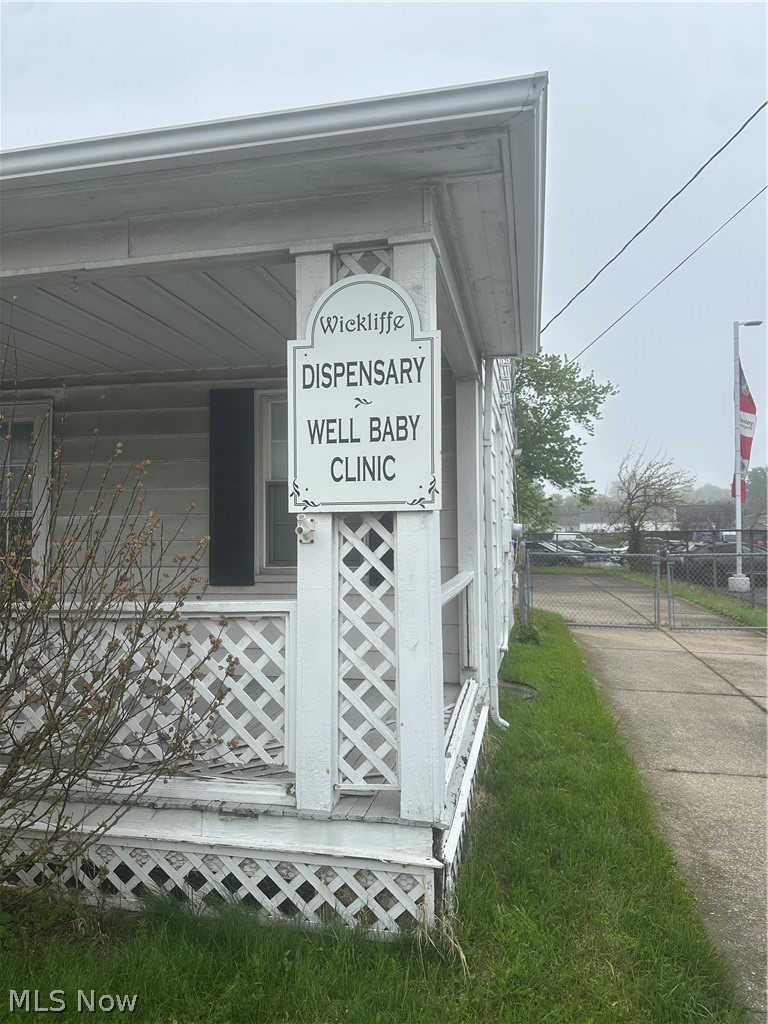 Wickliffe
DISPENSARY
WELL BABY
CLINIC
MLS Now